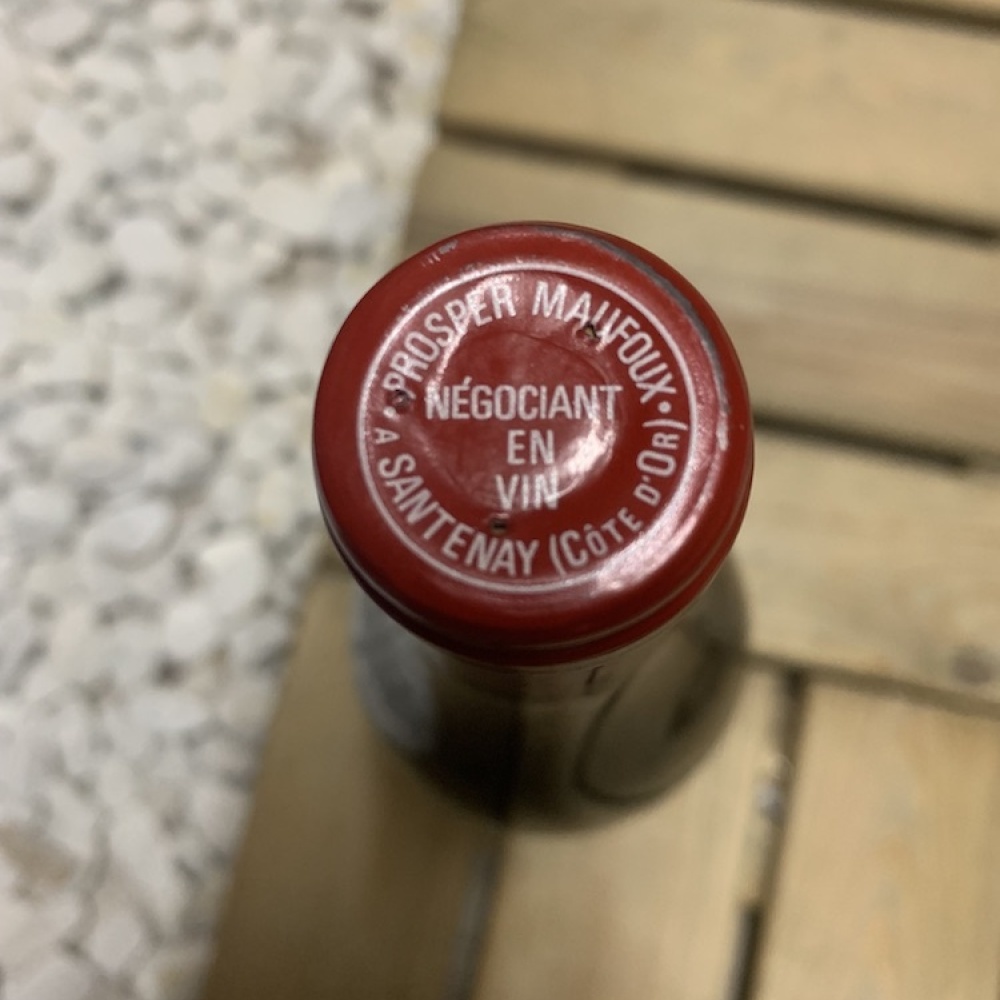 • PROSPER MAUFOUX •
A SANTENAY (CÔTE D'OR)
NÉGOCIANT
EN
VIN